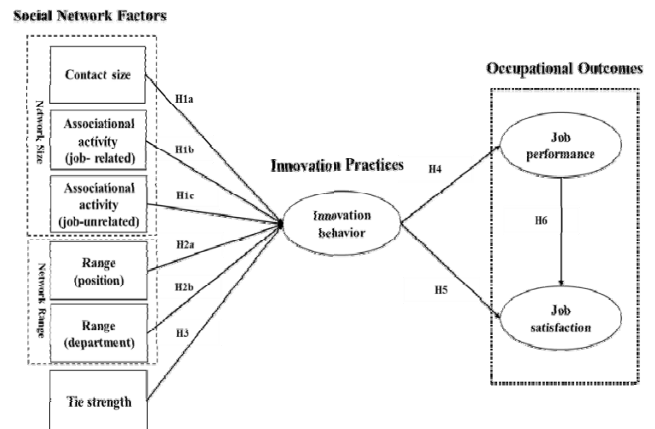 Social Network Factors
Network Size
Contact size
Associational
activity
(job- related)
Associational
activity
(job-unrelated)
Network Range
Range
(position)
Range
(department)
Tie strength
H1a
H1b
H1c
H2a
H2b
H3
Innovation Practices
Innovation
behavior
H4
H5
Occupational Outcomes
Job
performance
H6
Job
satisfaction